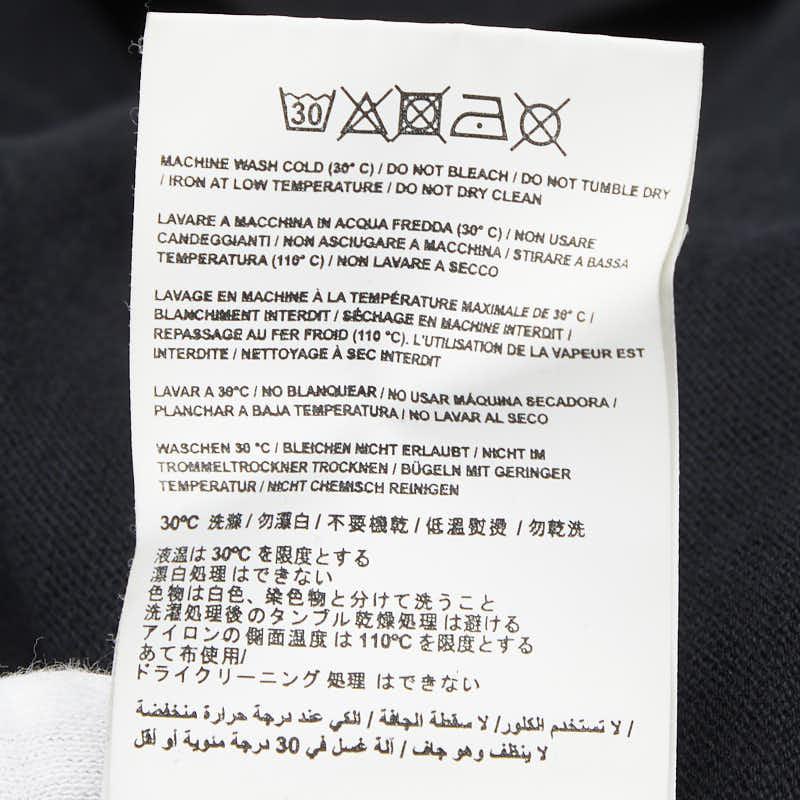 30
MACHINE WASH COLD (30° C) / DO NOT BLEACH / DO NOT TUMBLE DRY
/ IRON AT LOW TEMPERATURE / DO NOT DRY CLEAN
LAVARE A MACCHINA IN ACQUA FREDDA (30° C) / NON USARE
CANDEGGIANTI / NON ASCIUGARE A MACCHINA / STIRARE A BASSA
TEMPERATURA (110° C) / NON LAVARE A SECCO
LAVAGE EN MACHINE À LA TEMPÉRATURE MAXIMALE DE 30° C /
BLANCHIMENT INTERDIT / SÉCHAGE EN MACHINE INTERDIT /
REPASSAGE AU FER FROID (110 °C). L'UTILISATION DE LA VAPEUR EST
INTERDITE / NETTOYAGE À SEC INTERDIT
LAVAR A 30°C / NO BLANQUEAR / NO USAR MÁQUINA SECADORA /
PLANCHAR A BAJA TEMPERATURA / NO LAVAR AL SECO
WASCHEN 30 °C / BLEICHEN NICHT ERLAUBT / NICHT IM
TROMMELTROCKNER TROCKNEN / BÜGELN MIT GERINGER
TEMPERATUR / NICHT CHEMISCH REINIGEN
30ºC 洗滌 / 勿漂白 / 不要機乾 / 低溫熨燙 / 勿乾洗
液温は 30ºC を限度とする
漂白処理 はできない
色物は白色、染色物と分けて洗うこと
洗濯処理後のタンブル乾燥処理 は避ける
アイロンの側面温度は 110ºC を限度とする
あて布使用/
ドライクリーニング 処理 はできない
/ لا تستخدم الكلور/ لا سقطة الجافة / الكي عند درجة حرارة منخفضة
لا ينظف وهو جاف / آلة غسل في 30 درجة مئوية أو أقل